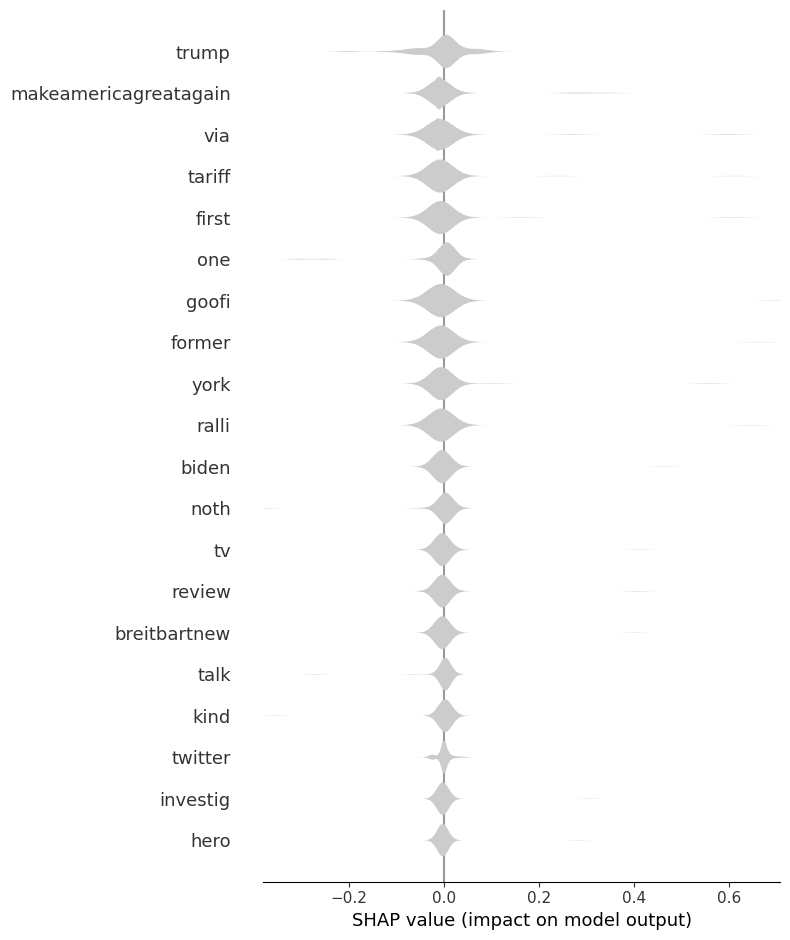 trump
makeamericagreatagain
via
tariff
first
one
goofi
former
york
ralli
biden
noth
tv
review
breitbartnew
talk
kind
twitter
investig
hero
−0.2 0.0 0.2 0.4 0.6
SHAP value (impact on model output)